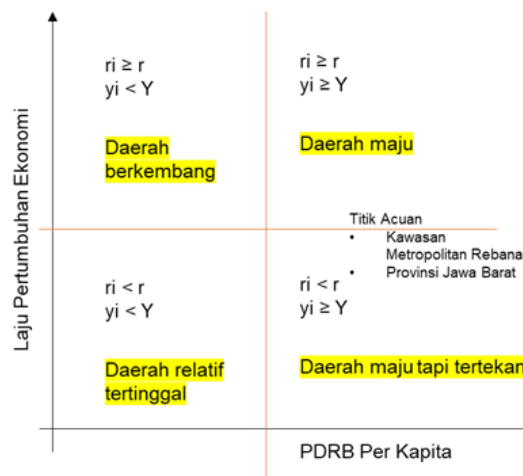 ri ≥ r
yi < Y
Daerah
berkembang
ri ≥ r
yi ≥ Y
Daerah maju
Laju Pertumbuhan Ekonomi
Titik Acuan
• Kawasan
Metropolitan Rebana
• Provinsi Jawa Barat
ri < r
yi < Y
Daerah relatif
tertinggal
ri < r
yi ≥ Y
Daerah maju tapi tertekan
PDRB Per Kapita